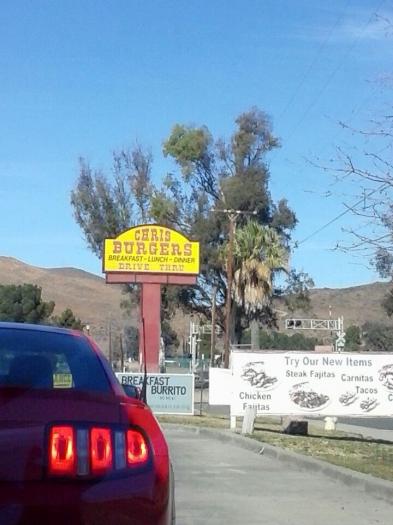 CHRIS
BURGERS
BREAKFAST - LUNCH - DINNER
DRIVE THRU
BREAKFAST
BURRITO
Try Our New Items
Steak Fajitas
Carnitas
Tacos
Chicken
Fajitas